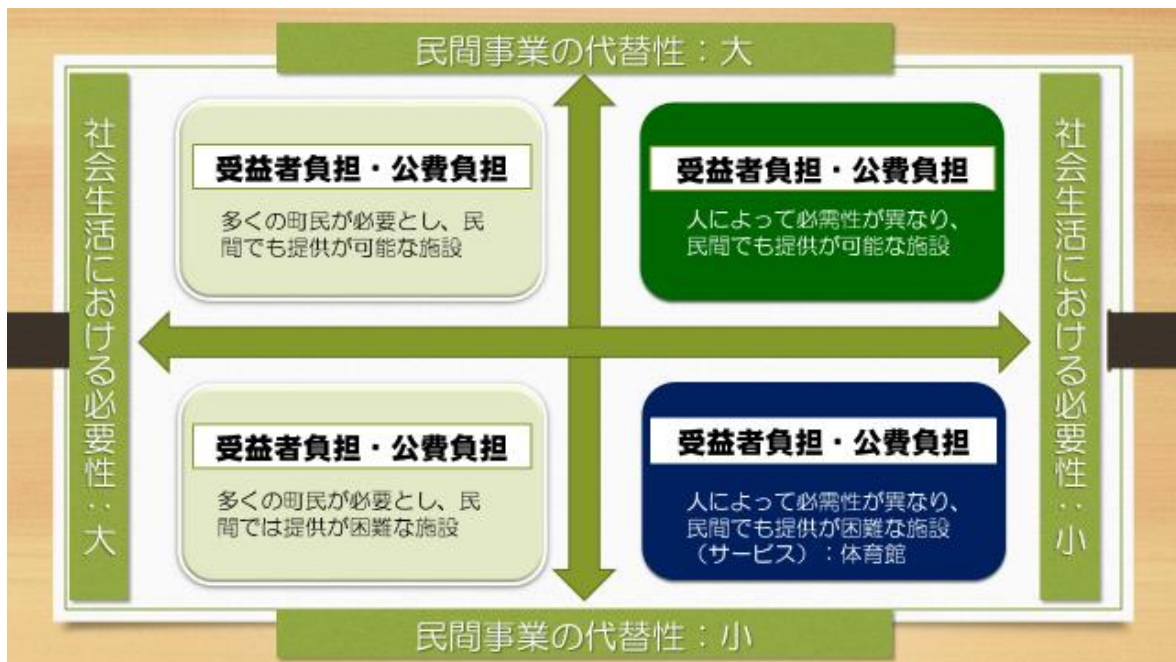 民間事業の代替性：大
社会生活における必要性：大
受益者負担・公費負担
多くの町民が必要とし、民
間でも提供が可能な施設
受益者負担・公費負担
人によって必需性が異なり、
民間でも提供が可能な施設
社会生活における必要性：小
受益者負担・公費負担
多くの町民が必要とし、民
間では提供が困難な施設
受益者負担・公費負担
人によって必需性が異なり、
民間でも提供が困難な施設
（サービス）：体育館
民間事業の代替性：小